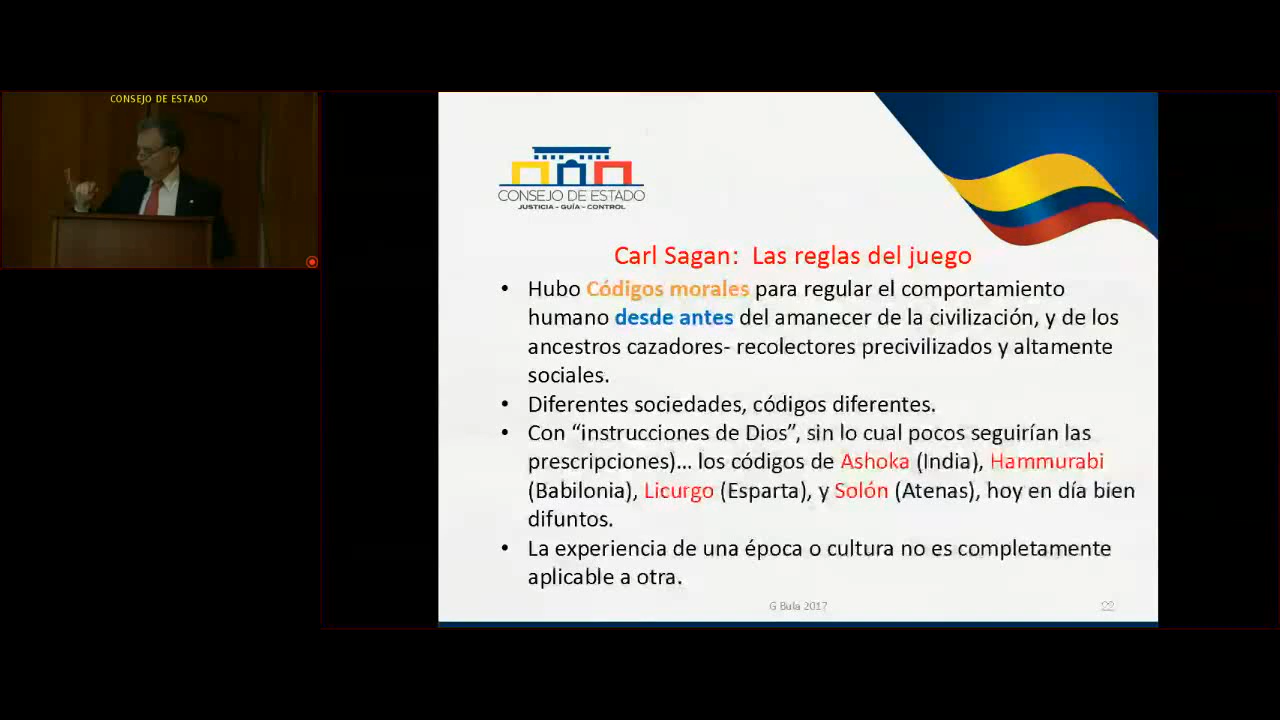 CONSEJO DE ESTADO
CONSEJO DE ESTADO
JUSTICIA - GUÍA - CONTROL
Carl Sagan: Las reglas del juego
• Hubo Códigos morales para regular el comportamiento
humano desde antes del amanecer de la civilización, y de los
ancestros cazadores- recolectores precivilizados y altamente
sociales.
• Diferentes sociedades, códigos diferentes.
• Con “instrucciones de Dios”, sin lo cual pocos seguirían las
prescripciones)... los códigos de Ashoka (India), Hammurabi
(Babilonia), Licurgo (Esparta), y Solón (Atenas), hoy en día bien
difuntos.
• La experiencia de una época o cultura no es completamente
aplicable a otra.
G Bula 2017
22